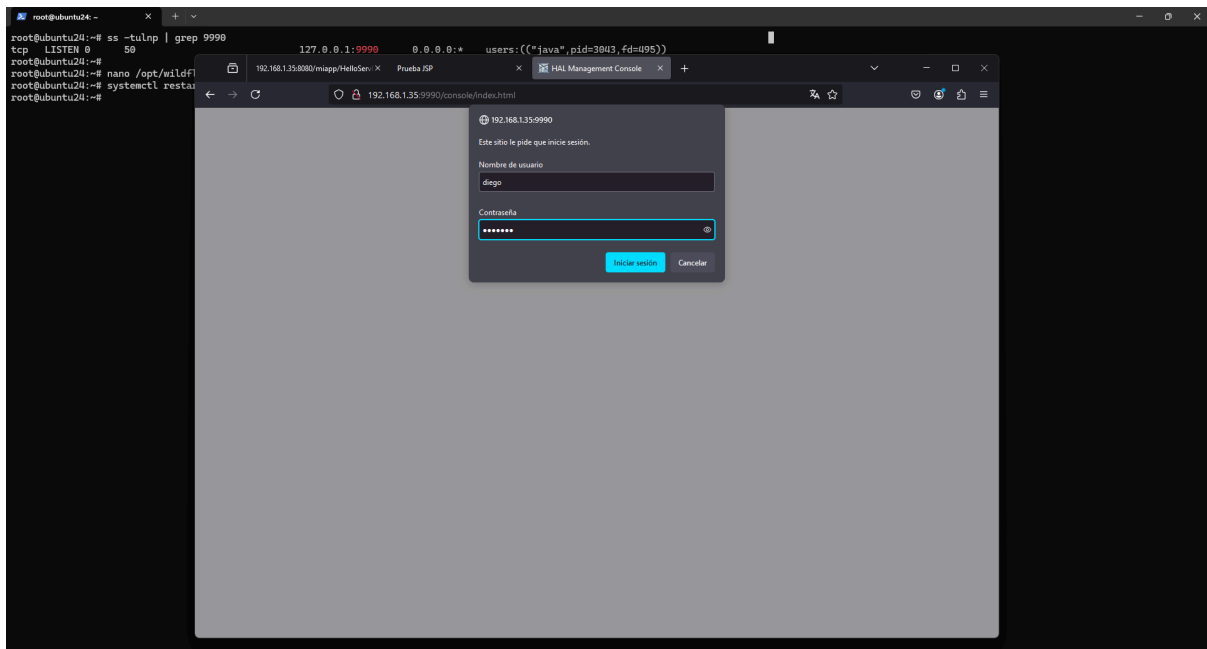 root@ubuntu24: ~
root@ubuntu24:~# ss -tulnp | grep 9990
tcp LISTEN 0 50 127.0.0.1:9990 0.0.0.0:* users:(("java",pid=3043,fd=495))
root@ubuntu24:~#
root@ubuntu24:~# nano /opt/wildfl
root@ubuntu24:~# systemctl restar
root@ubuntu24:~#
192.168.1.35:8080/miapp/HelloServ
Prueba JSP
HAL Management Console
192.168.1.35:9990/console/index.html
192.168.1.35:9990
Este sitio le pide que inicie sesión.
Nombre de usuario
diego
Contraseña
•••••••
Iniciar sesión Cancelar